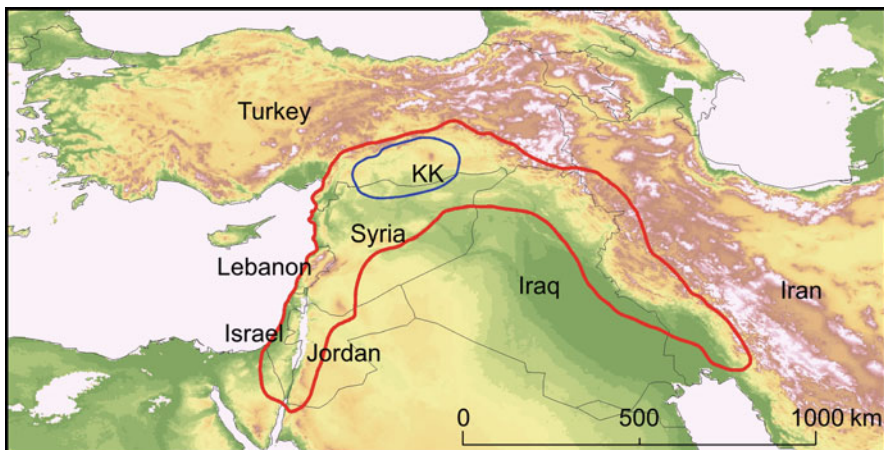 Turkey
KK
Syria
Lebanon
Iraq
Iran
Israel
Jordan
0 500 1000 km